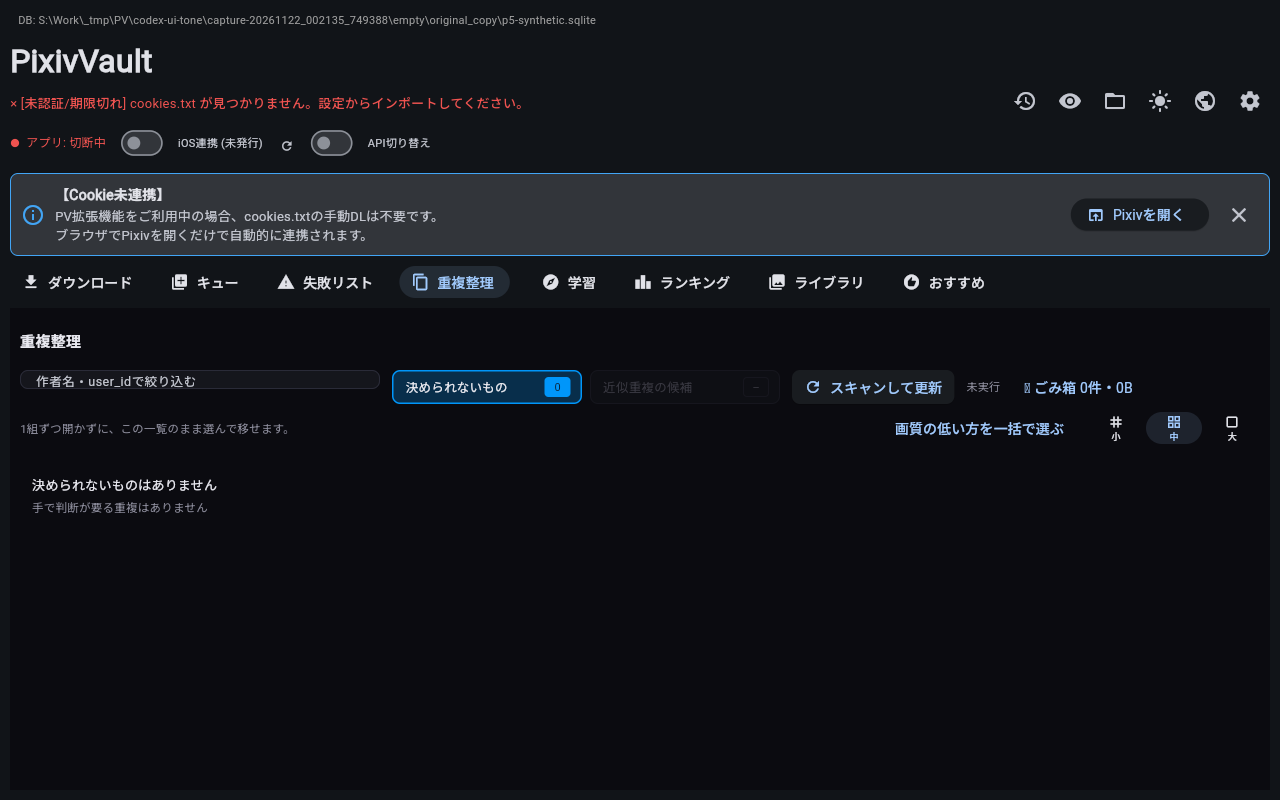 DB: S:\Work\_tmp\PV\codex-ui-tone\capture-20261122_002135_749388\empty\original_copy\p5-synthetic.sqlite
PixivVault
× [未認証/期限切れ] cookies.txt が見つかりません。設定からインポートしてください。
アプリ: 切断中 iOS連携 (未発行) API切り替え
【Cookie未連携】
PV拡張機能をご利用中の場合、cookies.txtの手動DLは不要です。
ブラウザでPixivを開くだけで自動的に連携されます。
Pixivを開く
ダウンロード キュー 失敗リスト 重複整理 学習 ランキング ライブラリ おすすめ
重複整理
作者名・user_idで絞り込む 決められないもの 0 近似重複の候補 – スキャンして更新 未実行 ごみ箱 0件・0B
1組ずつ開かずに、この一覧のまま選んで移せます。 画質の低い方を一括で選ぶ 小 中 大
決められないものはありません
手で判断が要る重複はありません